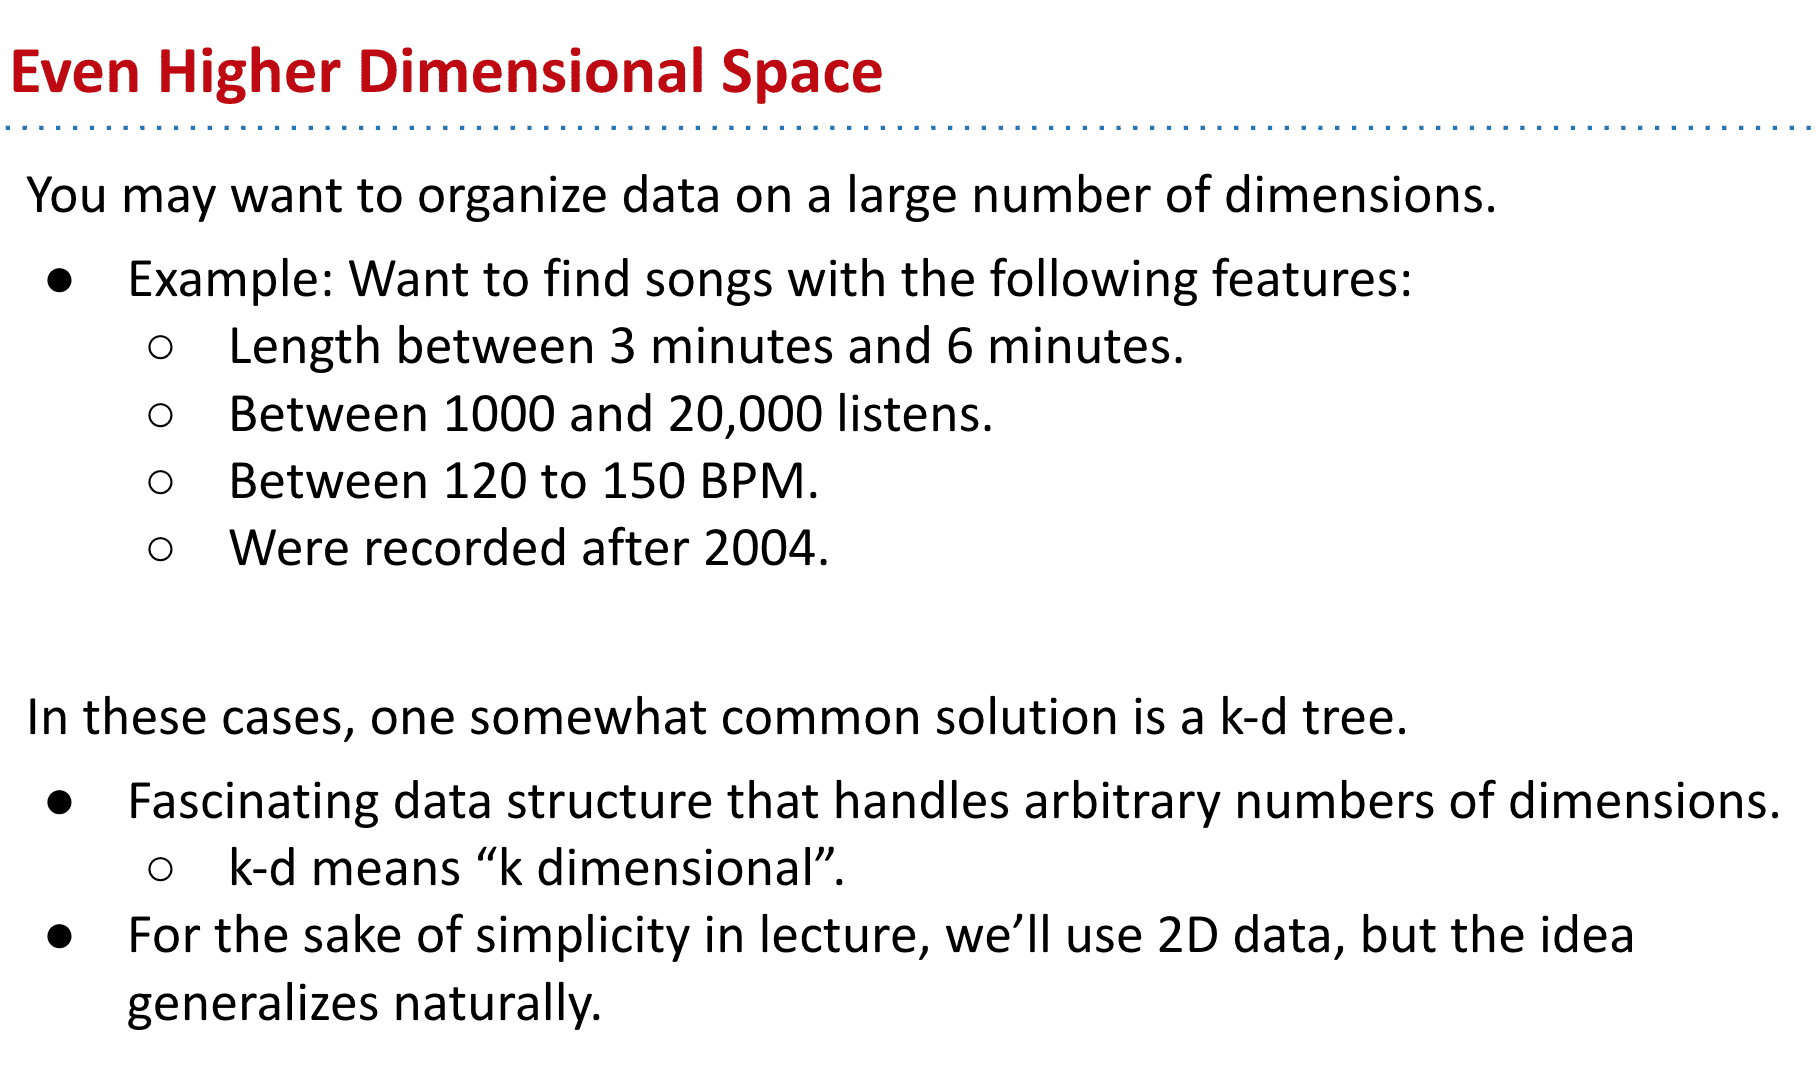 Even Higher Dimensional Space
You may want to organize data on a large number of dimensions.
● Example: Want to find songs with the following features:
○ Length between 3 minutes and 6 minutes.
○ Between 1000 and 20,000 listens.
○ Between 120 to 150 BPM.
○ Were recorded after 2004.
In these cases, one somewhat common solution is a k-d tree.
● Fascinating data structure that handles arbitrary numbers of dimensions.
○ k-d means “k dimensional”.
● For the sake of simplicity in lecture, we’ll use 2D data, but the idea
generalizes naturally.